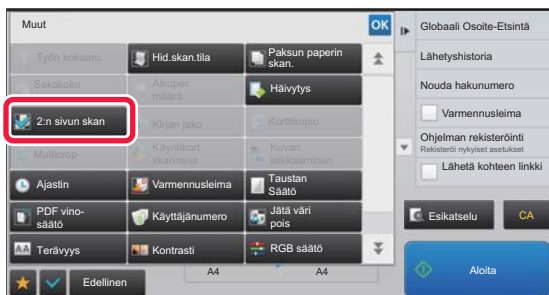 Muut
OK
Työn kokoam.
Hid.skan.tila
Paksun paperin
skan.
Sekakoko
Alkuper.
määrä
Häivytys
2:n sivun skan
Kirjan jako
Korttikopio
Multicrop
Käyntikort
skannaus
Kuvan
leikkaaminen
Ajastin
Varmennusleima
Taustan
Säätö
PDF vino-
säätö
Käyttäjänumero
Jätä väri
pois
AA
Terävyys
Kontrasti
RGB säätö
Edellinen
A4
A4
Globaali Osoite-Etsintä
Lähetyshistoria
Nouda hakunumero
Varmennusleima
Ohjelman rekisteröinti
Rekisteröi nykyiset asetukset
Lähetä kohteen linkki
Esikatselu
CA
Aloita